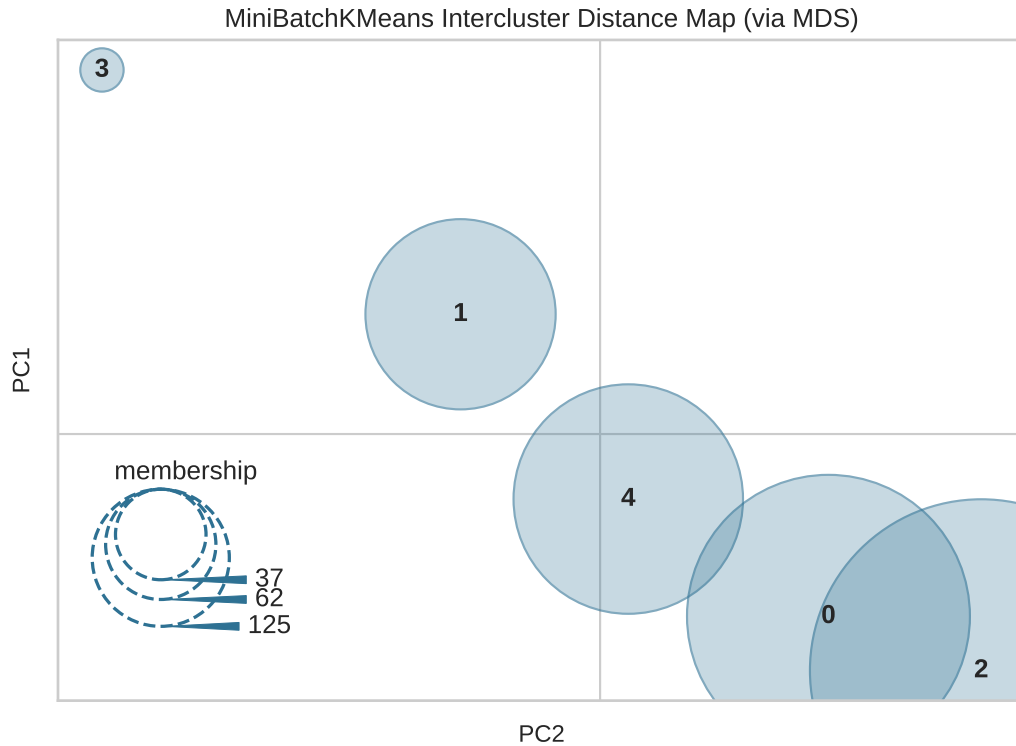 MiniBatchKMeans Intercluster Distance Map (via MDS)
3
1
PC1
membership
4
37
62
125
0
2
PC2